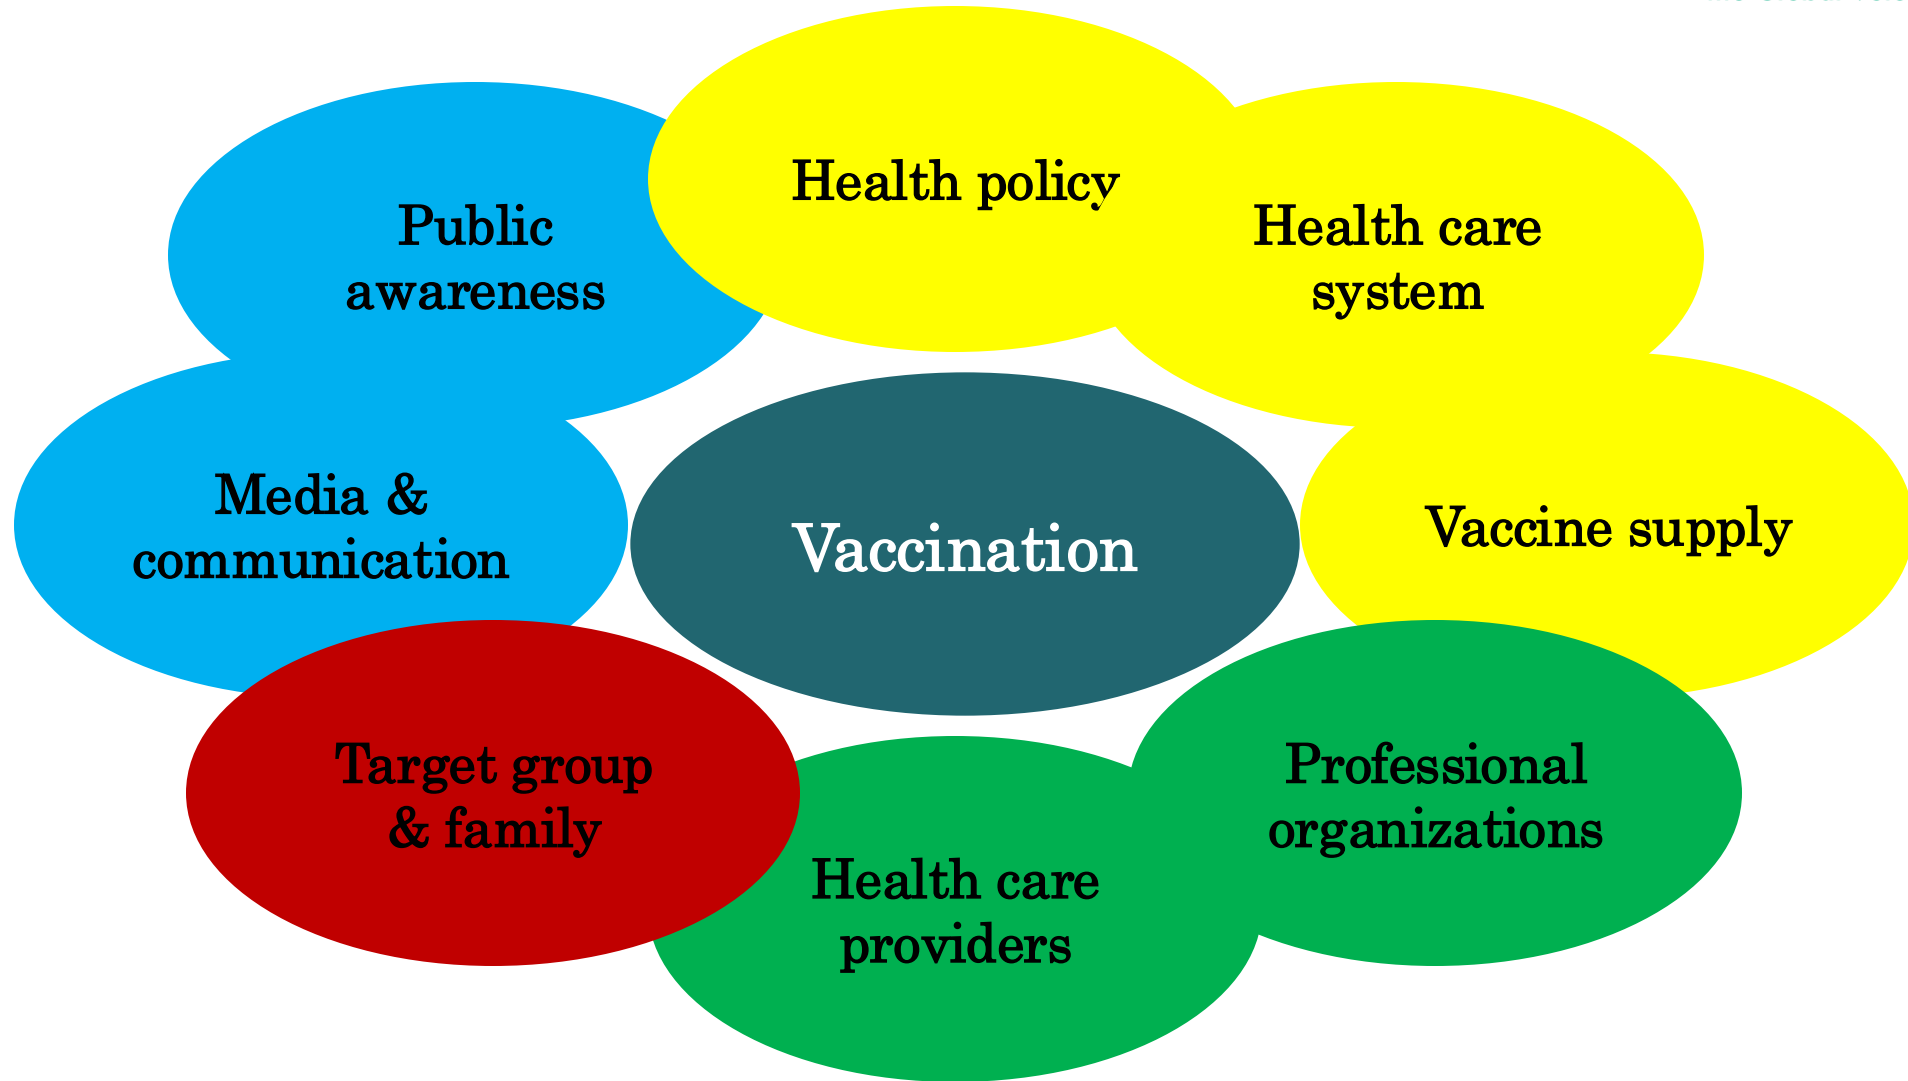 Health policy
Public
awareness
Health care
system
Media &
communication
Vaccination
Vaccine supply
Target group
& family
Professional
organizations
Health care
providers